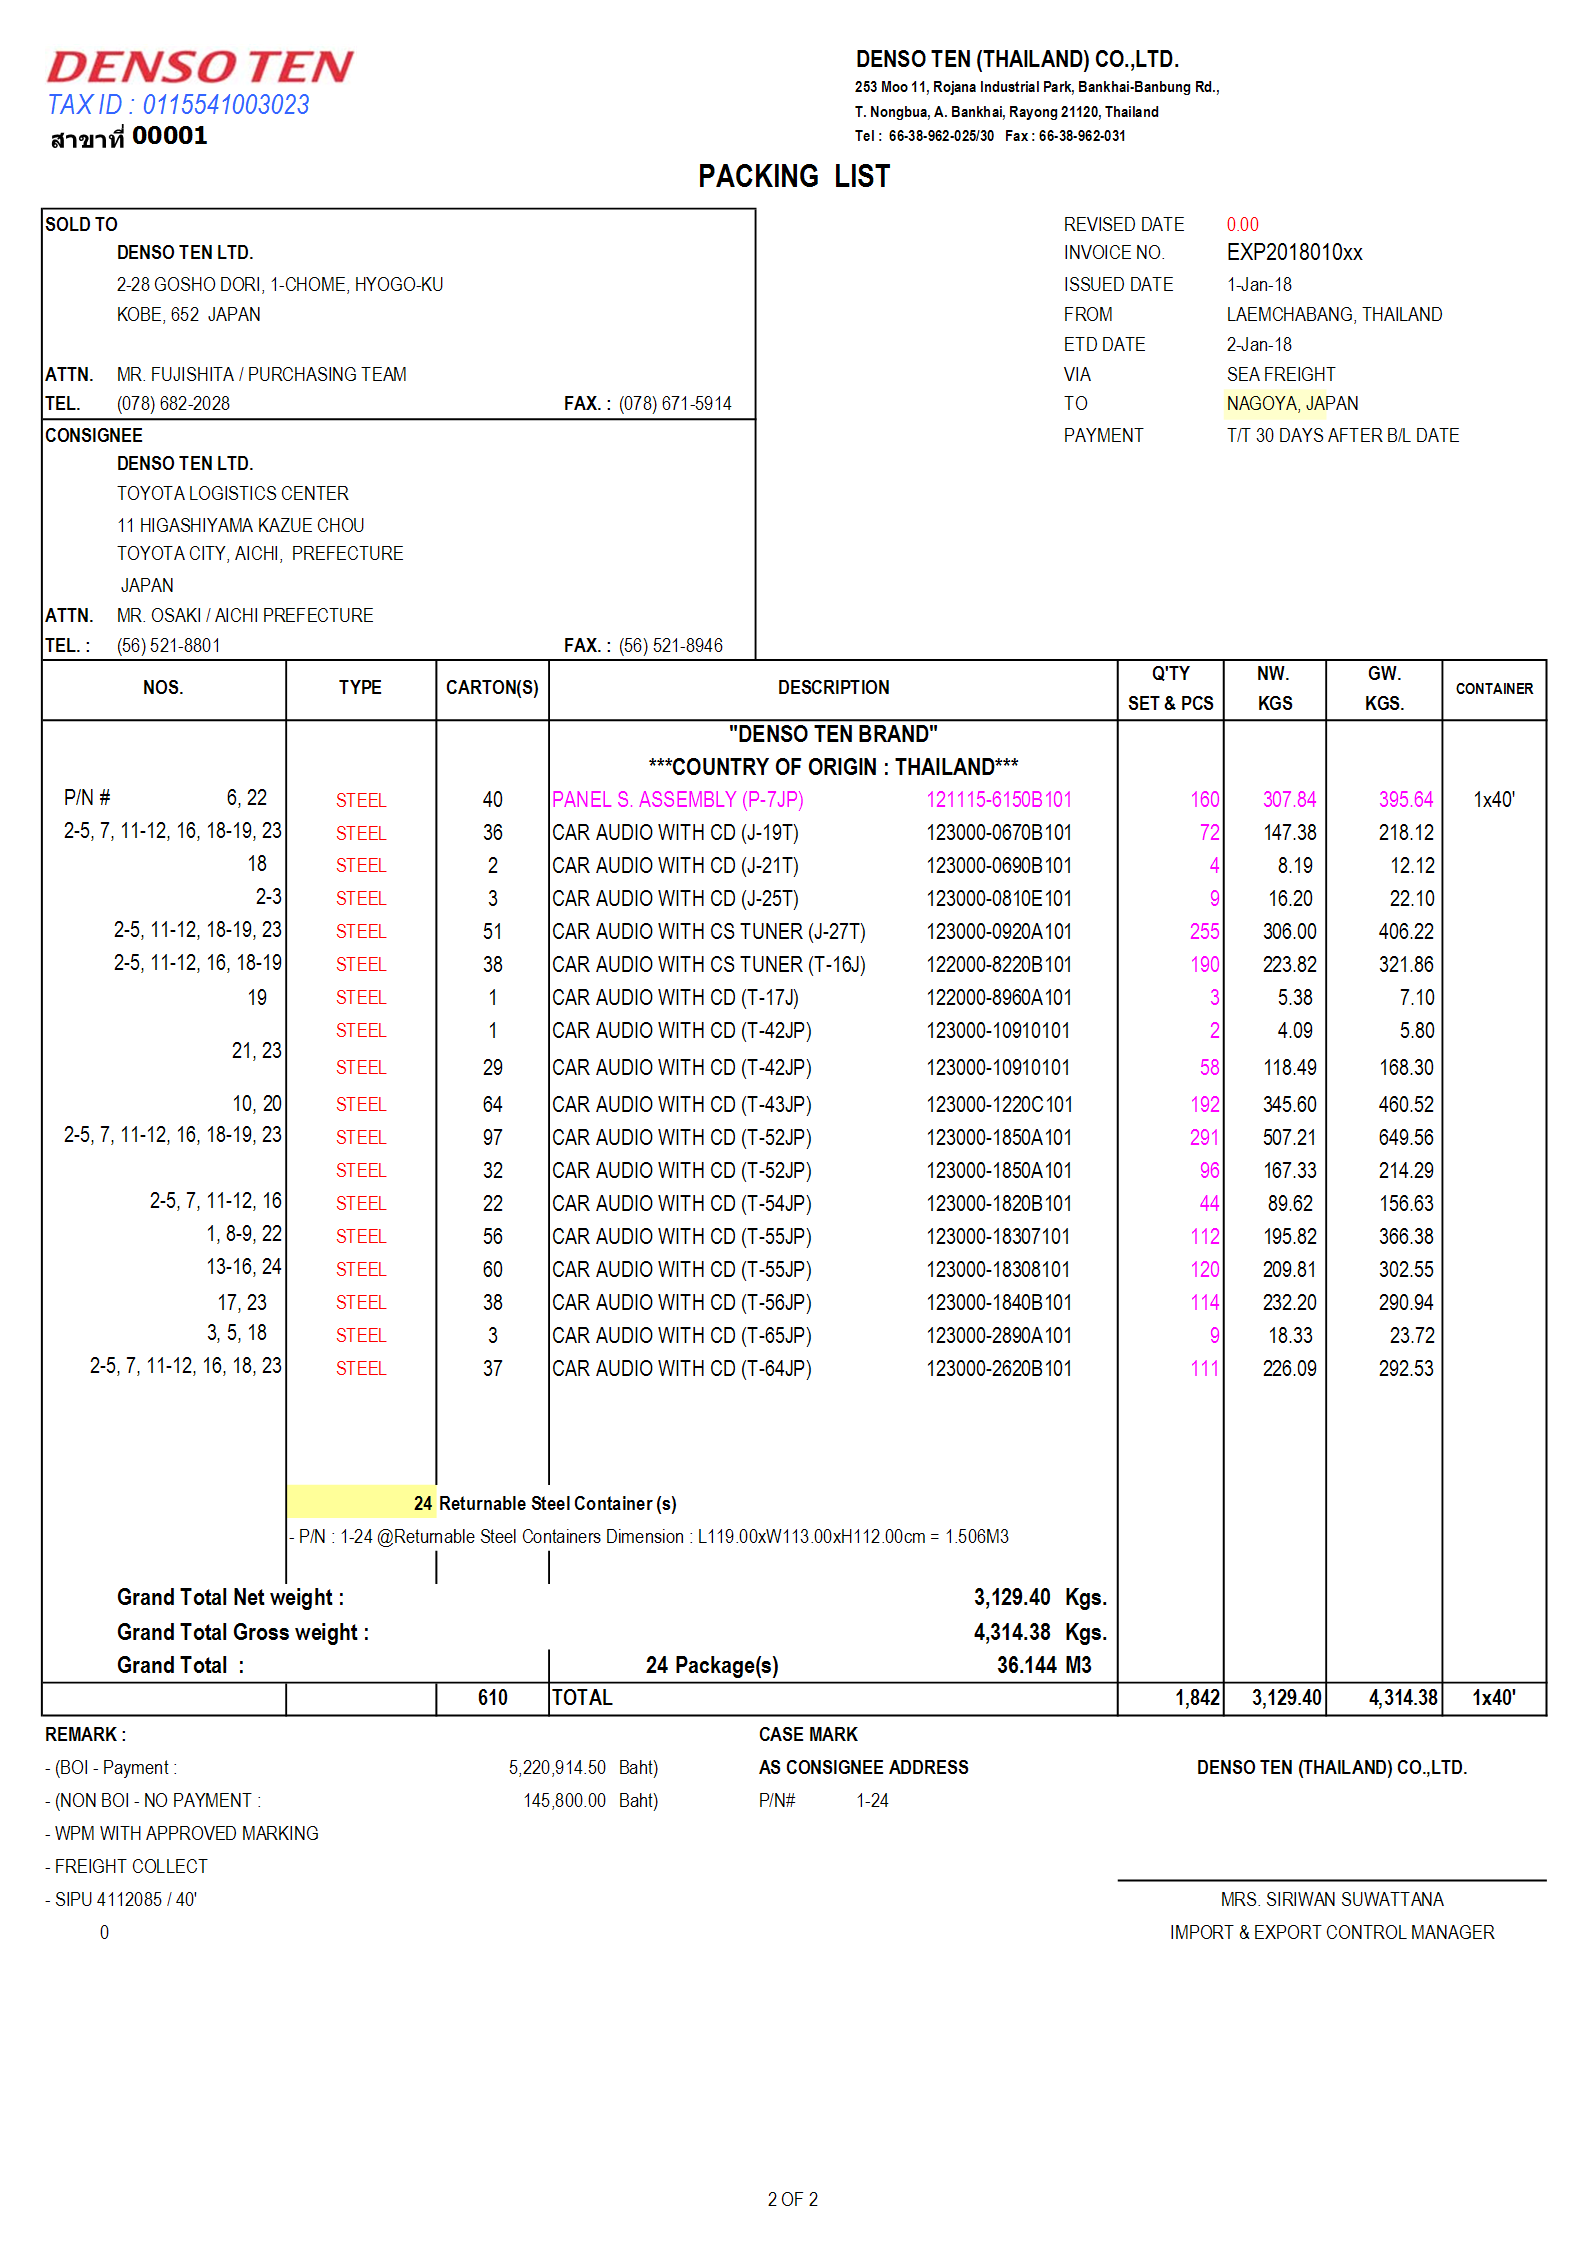 DENSO TEN
TAX ID : 0115541003023
สาขาที่ 00001
DENSO TEN (THAILAND) CO.,LTD.
253 Moo 11, Rojana Industrial Park, Bankhai-Banbung Rd.,
T. Nongbua, A. Bankhai, Rayong 21120, Thailand
Tel : 66-38-962-025/30 Fax : 66-38-962-031
PACKING LIST
SOLD TO
DENSO TEN LTD.
2-28 GOSHO DORI, 1-CHOME, HYOGO-KU
KOBE, 652 JAPAN
ATTN. MR. FUJISHITA / PURCHASING TEAM
TEL. (078) 682-2028 FAX. : (078) 671-5914
REVISED DATE 0.00
INVOICE NO. EXP2018010xx
ISSUED DATE 1-Jan-18
FROM LAEMCHABANG, THAILAND
ETD DATE 2-Jan-18
VIA SEA FREIGHT
TO NAGOYA, JAPAN
PAYMENT T/T 30 DAYS AFTER B/L DATE
CONSIGNEE
DENSO TEN LTD.
TOYOTA LOGISTICS CENTER
11 HIGASHIYAMA KAZUE CHOU
TOYOTA CITY, AICHI, PREFECTURE
JAPAN
ATTN. MR. OSAKI / AICHI PREFECTURE
TEL. : (56) 521-8801 FAX. : (56) 521-8946
NOS. TYPE CARTON(S) DESCRIPTION Q'TY SET & PCS NW. KGS GW. KGS. CONTAINER
"DENSO TEN BRAND"
***COUNTRY OF ORIGIN : THAILAND***
P/N # 6, 22 STEEL 40 PANEL S. ASSEMBLY (P-7JP) 121115-6150B101 160 307.84 395.64 1x40'
2-5, 7, 11-12, 16, 18-19, 23 STEEL 36 CAR AUDIO WITH CD (J-19T) 123000-0670B101 72 147.38 218.12
18 STEEL 2 CAR AUDIO WITH CD (J-21T) 123000-0690B101 4 8.19 12.12
2-3 STEEL 3 CAR AUDIO WITH CD (J-25T) 123000-0810E101 9 16.20 22.10
2-5, 11-12, 18-19, 23 STEEL 51 CAR AUDIO WITH CS TUNER (J-27T) 123000-0920A101 255 306.00 406.22
2-5, 11-12, 16, 18-19 STEEL 38 CAR AUDIO WITH CS TUNER (T-16J) 122000-8220B101 190 223.82 321.86
19 STEEL 1 CAR AUDIO WITH CD (T-17J) 122000-8960A101 3 5.38 7.10
STEEL 1 CAR AUDIO WITH CD (T-42JP) 123000-10910101 2 4.09 5.80
21, 23 STEEL 29 CAR AUDIO WITH CD (T-42JP) 123000-10910101 58 118.49 168.30
10, 20 STEEL 64 CAR AUDIO WITH CD (T-43JP) 123000-1220C101 192 345.60 460.52
2-5, 7, 11-12, 16, 18-19, 23 STEEL 97 CAR AUDIO WITH CD (T-52JP) 123000-1850A101 291 507.21 649.56
STEEL 32 CAR AUDIO WITH CD (T-52JP) 123000-1850A101 96 167.33 214.29
2-5, 7, 11-12, 16 STEEL 22 CAR AUDIO WITH CD (T-54JP) 123000-1820B101 44 89.62 156.63
1, 8-9, 22 STEEL 56 CAR AUDIO WITH CD (T-55JP) 123000-18307101 112 195.82 366.38
13-16, 24 STEEL 60 CAR AUDIO WITH CD (T-55JP) 123000-18308101 120 209.81 302.55
17, 23 STEEL 38 CAR AUDIO WITH CD (T-56JP) 123000-1840B101 114 232.20 290.94
3, 5, 18 STEEL 3 CAR AUDIO WITH CD (T-65JP) 123000-2890A101 9 18.33 23.72
2-5, 7, 11-12, 16, 18, 23 STEEL 37 CAR AUDIO WITH CD (T-64JP) 123000-2620B101 111 226.09 292.53
24 Returnable Steel Container (s)
- P/N : 1-24 @Returnable Steel Containers Dimension : L119.00xW113.00xH112.00cm = 1.506M3
Grand Total Net weight : 3,129.40 Kgs.
Grand Total Gross weight : 4,314.38 Kgs.
Grand Total : 24 Package(s) 36.144 M3
610 TOTAL 1,842 3,129.40 4,314.38 1x40'
REMARK :
- (BOI - Payment : 5,220,914.50 Baht)
- (NON BOI - NO PAYMENT : 145,800.00 Baht)
- WPM WITH APPROVED MARKING
- FREIGHT COLLECT
- SIPU 4112085 / 40'
0
CASE MARK
AS CONSIGNEE ADDRESS
P/N# 1-24
DENSO TEN (THAILAND) CO.,LTD.
MRS. SIRIWAN SUWATTANA
IMPORT & EXPORT CONTROL MANAGER
2 OF 2